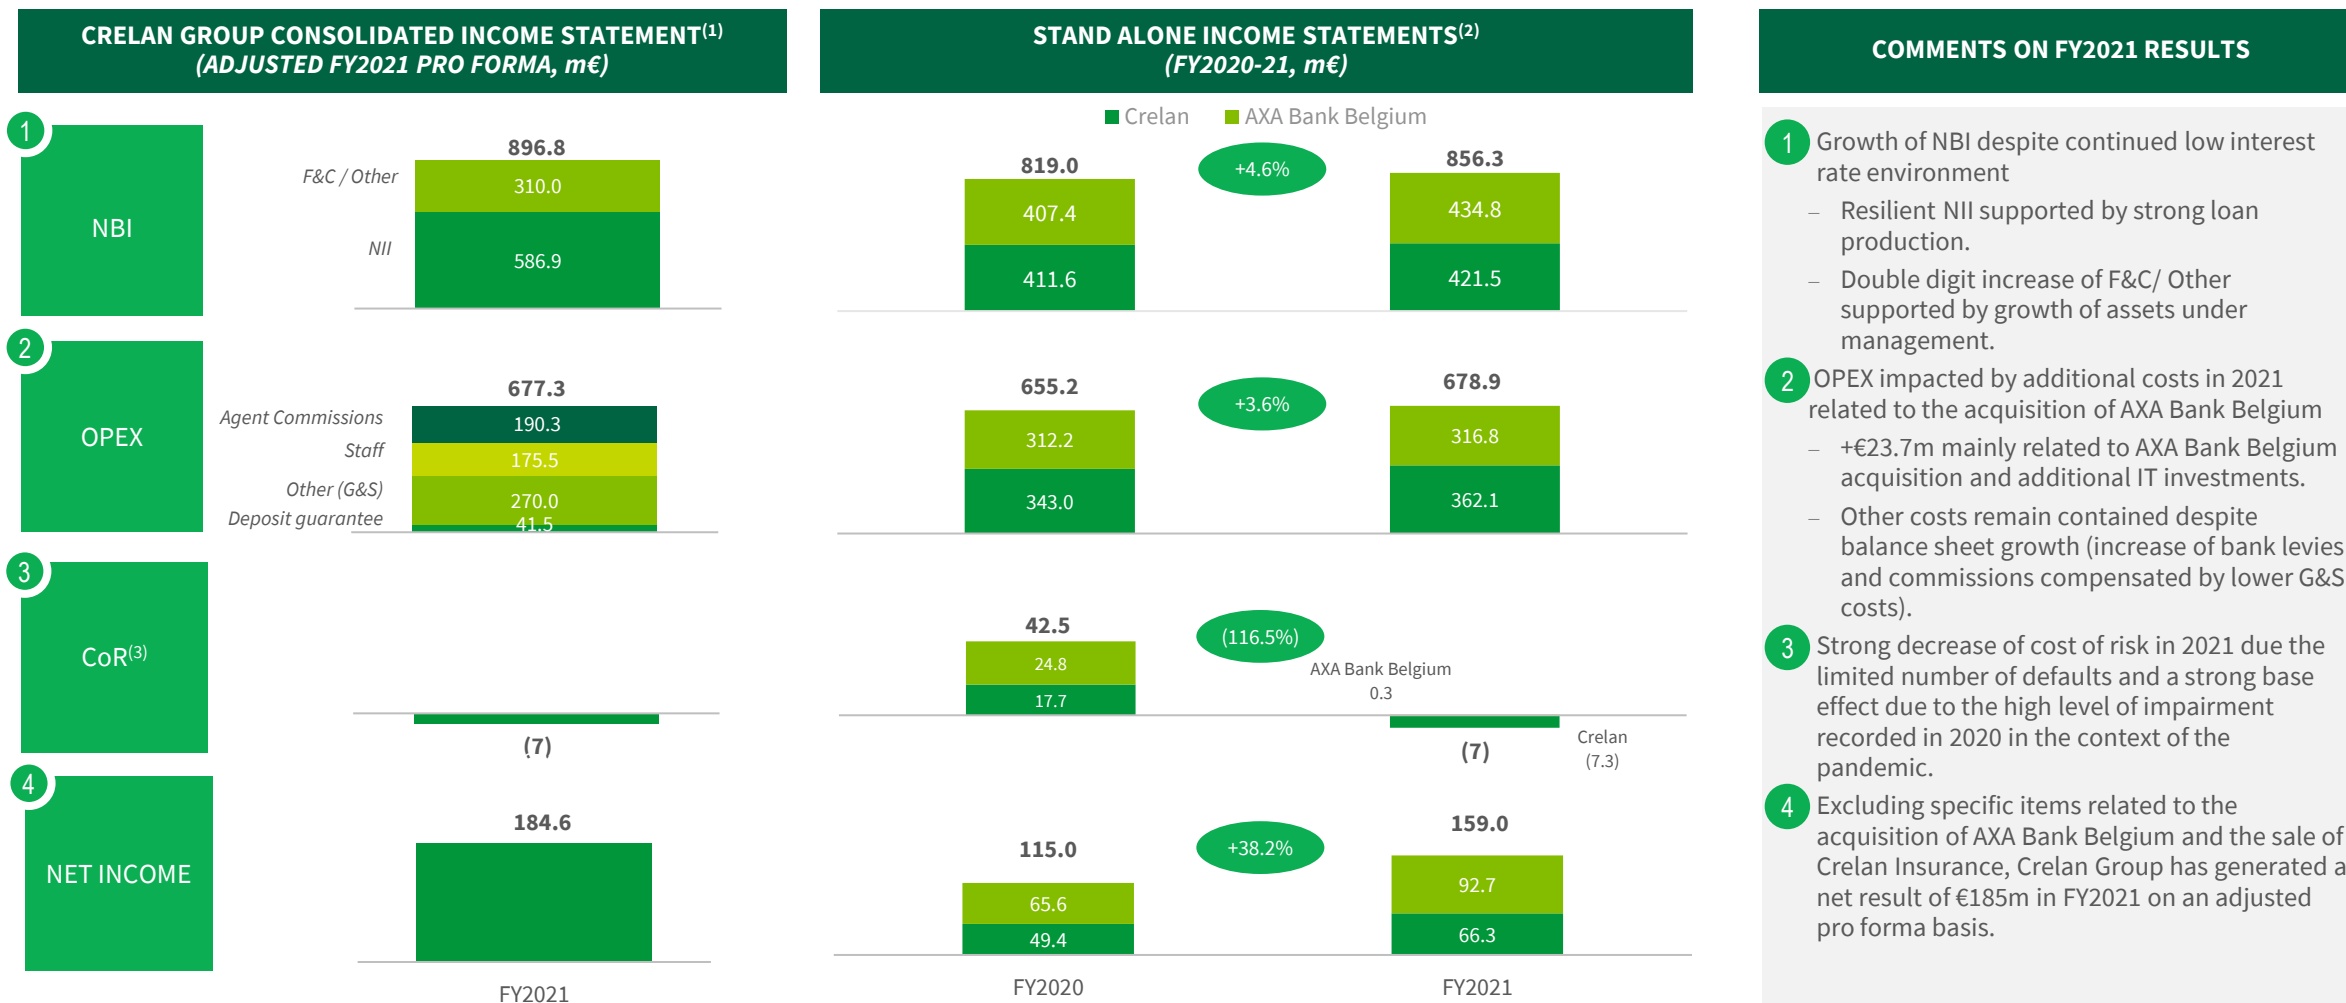 CRELAN GROUP CONSOLIDATED INCOME STATEMENT(1)
(ADJUSTED FY2021 PRO FORMA, m€)
1
NBI
896.8
F&C / Other
310.0
NII
586.9
2
OPEX
677.3
Agent Commissions
190.3
Staff
175.5
Other (G&S)
270.0
Deposit guarantee
41.5
3
CoR(3)
(7)
4
NET INCOME
184.6
FY2021
STAND ALONE INCOME STATEMENTS(2)
(FY2020-21, m€)
Crelan
AXA Bank Belgium
819.0
+4.6%
856.3
407.4
434.8
411.6
421.5
655.2
+3.6%
678.9
312.2
316.8
343.0
362.1
42.5
(116.5%)
24.8
AXA Bank Belgium
0.3
17.7
(7)
Crelan
(7.3)
115.0
+38.2%
159.0
65.6
92.7
49.4
66.3
FY2020
FY2021
COMMENTS ON FY2021 RESULTS
1 Growth of NBI despite continued low interest
rate environment
– Resilient NII supported by strong loan
production.
– Double digit increase of F&C/ Other
supported by growth of assets under
management.
2 OPEX impacted by additional costs in 2021
related to the acquisition of AXA Bank Belgium
– +€23.7m mainly related to AXA Bank Belgium
acquisition and additional IT investments.
– Other costs remain contained despite
balance sheet growth (increase of bank levies
and commissions compensated by lower G&S
costs).
3 Strong decrease of cost of risk in 2021 due the
limited number of defaults and a strong base
effect due to the high level of impairment
recorded in 2020 in the context of the
pandemic.
4 Excluding specific items related to the
acquisition of AXA Bank Belgium and the sale of
Crelan Insurance, Crelan Group has generated a
net result of €185m in FY2021 on an adjusted
pro forma basis.